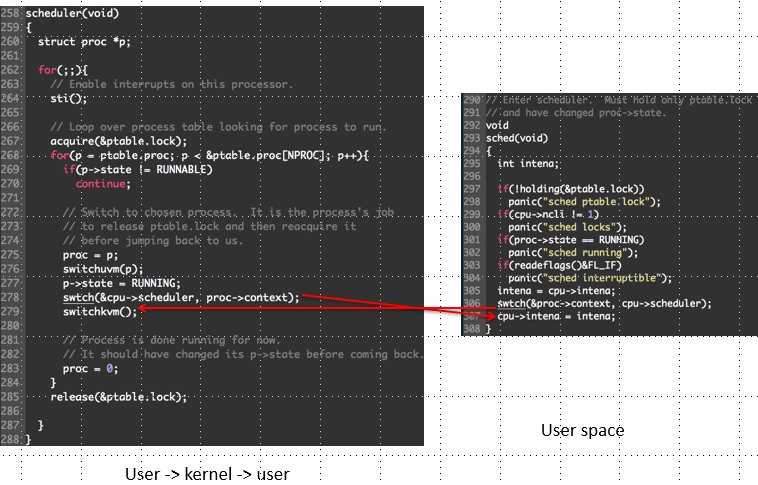 258 scheduler(void)
259 {
260   struct proc *p;
261
262   for(;;){
263     // Enable interrupts on this processor.
264     sti();
265
266     // Loop over process table looking for process to run.
267     acquire(&ptable.lock);
268     for(p = ptable.proc; p < &ptable.proc[NPROC]; p++){
269       if(p->state != RUNNABLE)
270         continue;
271
272       // Switch to chosen process.  It is the process's job
273       // to release ptable.lock and then reacquire it
274       // before jumping back to us.
275       proc = p;
276       switchuvm(p);
277       p->state = RUNNING;
278       swtch(&cpu->scheduler, proc->context);
279       switchkvm();
280
281       // Process is done running for now.
282       // It should have changed its p->state before coming back.
283       proc = 0;
284     }
285     release(&ptable.lock);
286
287   }
288 }
User -> kernel -> user
290 // Enter scheduler.  Must hold only ptable.lock
291 // and have changed proc->state.
292 void
293 sched(void)
294 {
295   int intena;
296
297   if(!holding(&ptable.lock))
298     panic("sched ptable.lock");
299   if(cpu->ncli != 1)
300     panic("sched locks");
301   if(proc->state == RUNNING)
302     panic("sched running");
303   if(readeflags()&FL_IF)
304     panic("sched interruptible");
305   intena = cpu->intena;
306   swtch(&proc->context, cpu->scheduler);
307   cpu->intena = intena;
308 }
User space